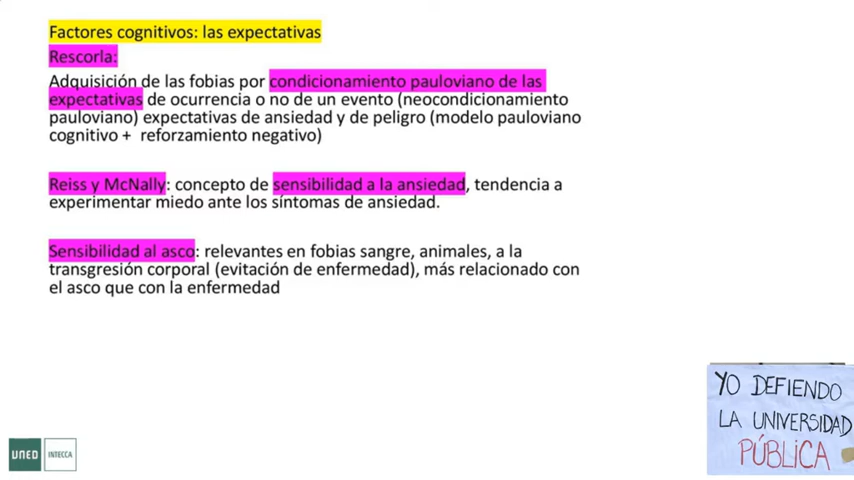 Factores cognitivos: las expectativas
Rescorla:
Adquisición de las fobias por condicionamiento pauloviano de las
expectativas de ocurrencia o no de un evento (neocondicionamiento
pauloviano) expectativas de ansiedad y de peligro (modelo pauloviano
cognitivo + reforzamiento negativo)
Reiss y McNally: concepto de sensibilidad a la ansiedad, tendencia a
experimentar miedo ante los síntomas de ansiedad.
Sensibilidad al asco: relevantes en fobias sangre, animales, a la
transgresión corporal (evitación de enfermedad), más relacionado con
el asco que con la enfermedad
YO DEFIENDO
LA UNIVERSIDAD
PÚBLICA
UNED INTECCA